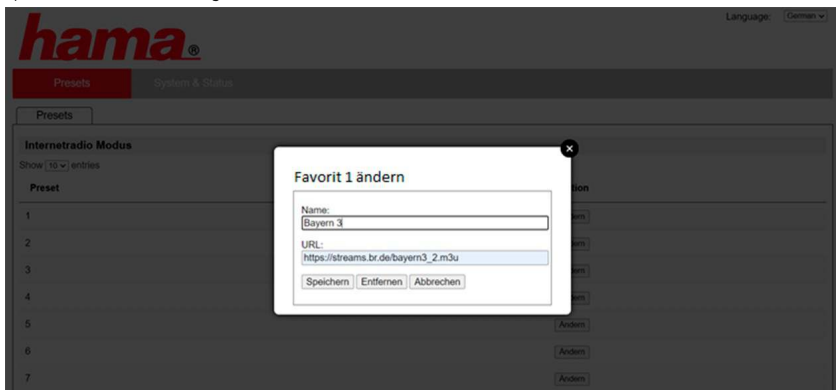 Language: German
hama®
Presets System & Status
Presets
Internetradio Modus
Show 10 entries
Preset
1
2
3
4
5 Ändern
6 Ändern
7 Ändern
Favorit 1 ändern
Name:
Bayern 3
URL:
https://streams.br.de/bayern3_2.m3u
Speichern Entfernen Abbrechen